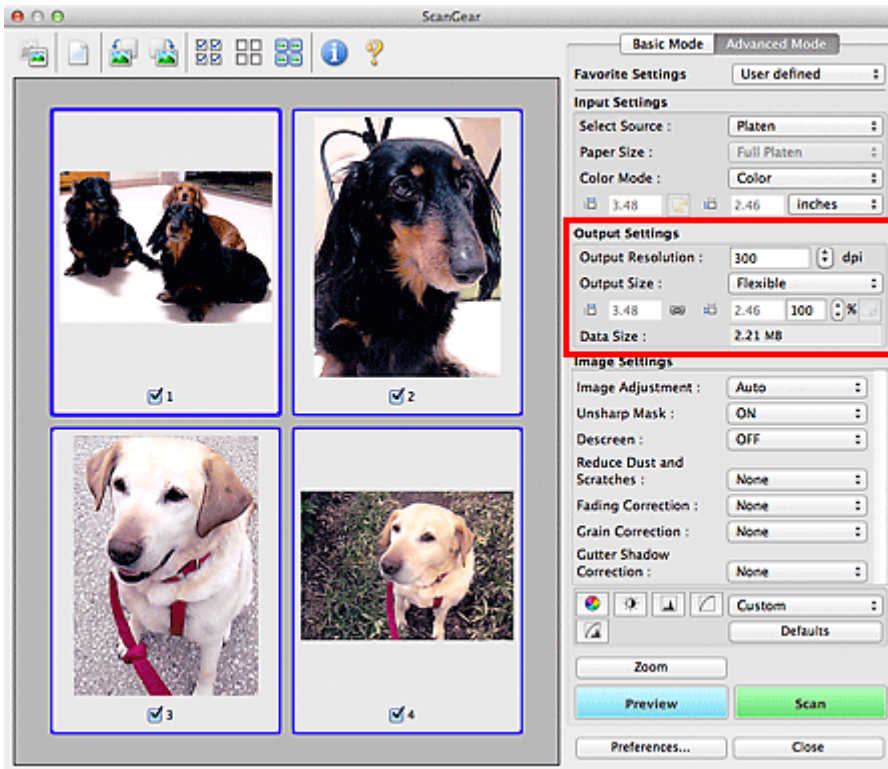 ScanGear
Basic Mode Advanced Mode
Favorite Settings User defined
Input Settings
Select Source : Platen
Paper Size : Full Platen
Color Mode : Color
3.48 2.46 inches
Output Settings
Output Resolution : 300 dpi
Output Size : Flexible
3.48 2.46 100 %
Data Size : 2.21 MB
Image Settings
Image Adjustment : Auto
Unsharp Mask : ON
Descreen : OFF
Reduce Dust and
Scratches : None
Fading Correction : None
Grain Correction : None
Gutter Shadow
Correction : None
Custom
Defaults
Zoom
Preview Scan
Preferences... Close
1
2
3
4